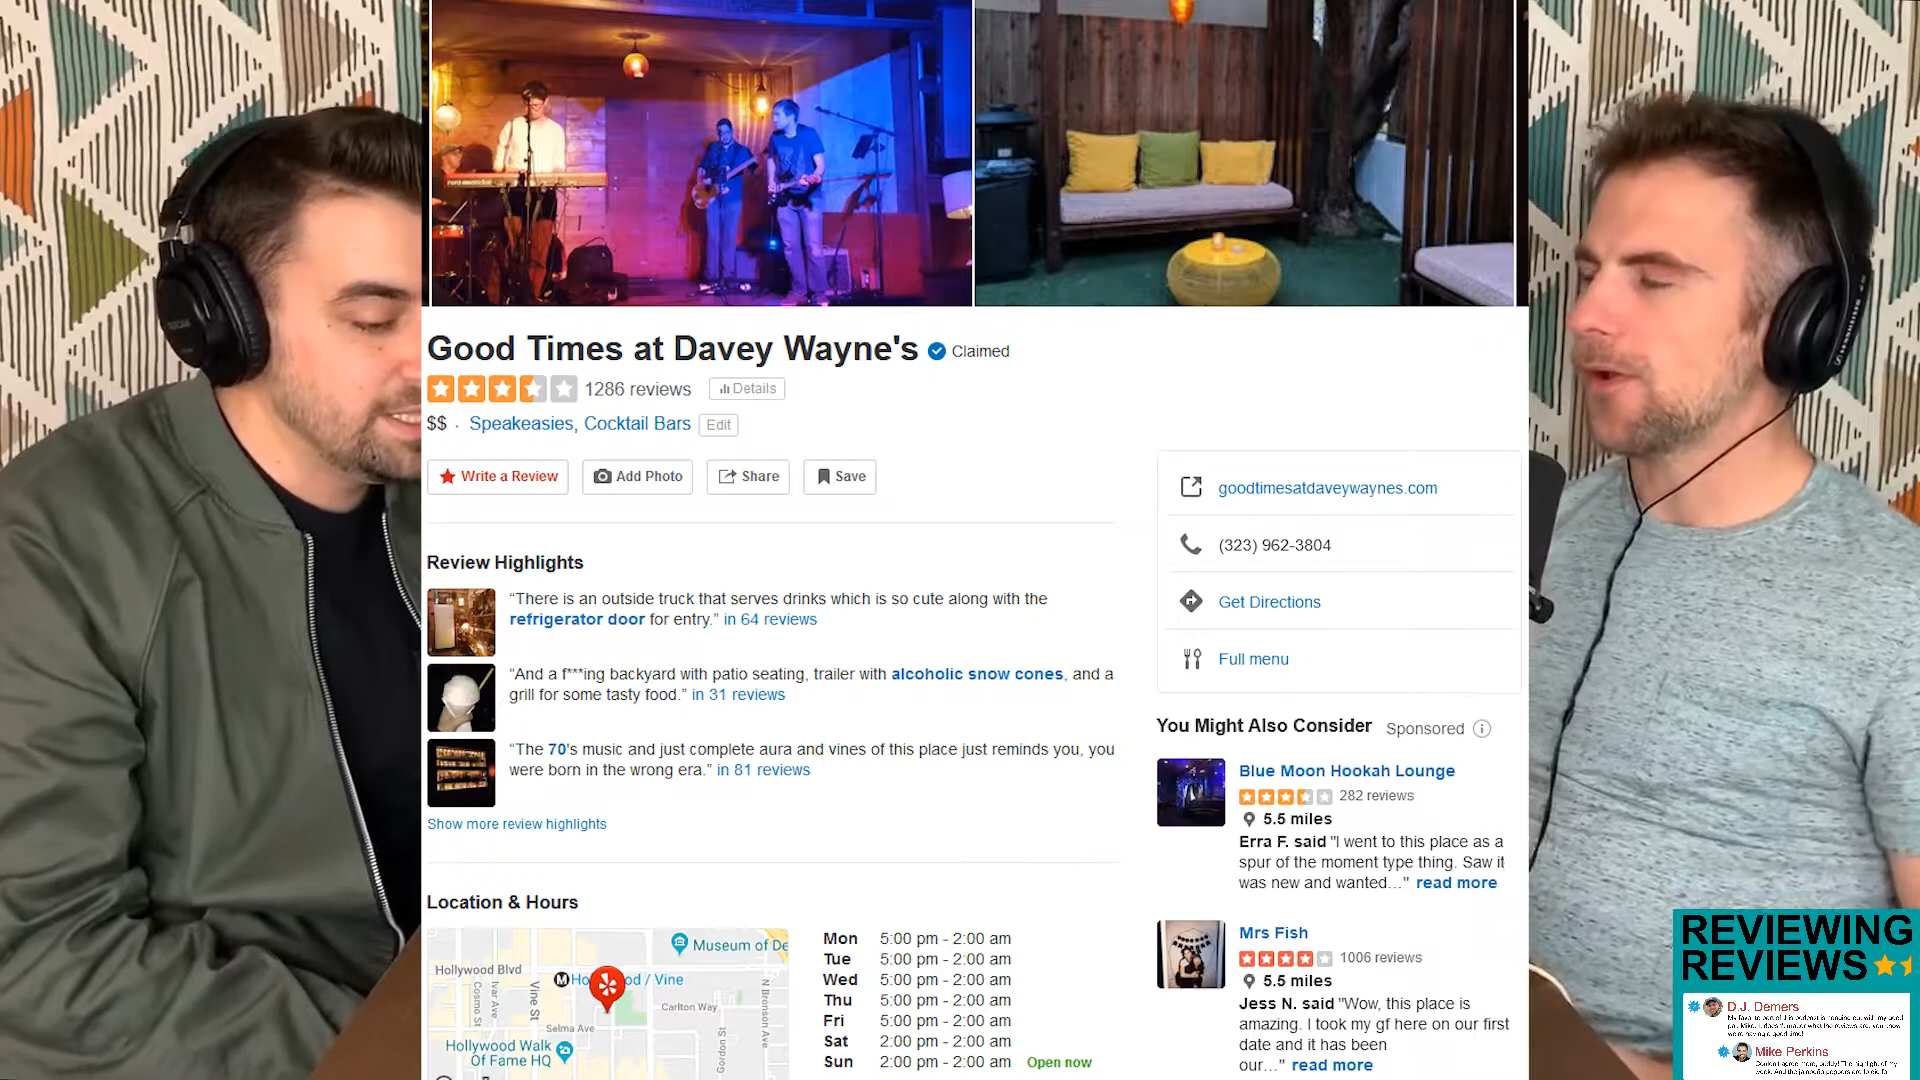 Good Times at Davey Wayne's Claimed
1286 reviews Details
$$ · Speakeasies, Cocktail Bars Edit
Write a Review Add Photo Share Save
Review Highlights
“There is an outside truck that serves drinks which is so cute along with the
refrigerator door for entry.” in 64 reviews
“And a f***ing backyard with patio seating, trailer with alcoholic snow cones, and a
grill for some tasty food.” in 31 reviews
“The 70's music and just complete aura and vines of this place just reminds you, you
were born in the wrong era.” in 81 reviews
Show more review highlights
Location & Hours
Museum of De
Hollywood Blvd
Ho od / Vine
Ivar Ave
Cosmo St
Vine St
Carlton Way
N Bronson Ave
Selma Ave
Gordon St
Hollywood Walk
Of Fame HQ
Mon 5:00 pm - 2:00 am
Tue 5:00 pm - 2:00 am
Wed 5:00 pm - 2:00 am
Thu 5:00 pm - 2:00 am
Fri 5:00 pm - 2:00 am
Sat 2:00 pm - 2:00 am
Sun 2:00 pm - 2:00 am Open now
goodtimesatdaveywaynes.com
(323) 962-3804
Get Directions
Full menu
You Might Also Consider Sponsored
Blue Moon Hookah Lounge
282 reviews
5.5 miles
Erra F. said "I went to this place as a
spur of the moment type thing. Saw it
was new and wanted…" read more
Mrs Fish
1006 reviews
5.5 miles
Jess N. said "Wow, this place is
amazing. I took my gf here on our first
date and it has been
our…" read more
REVIEWING
REVIEWS
D.J. Demers
Mike Perkins